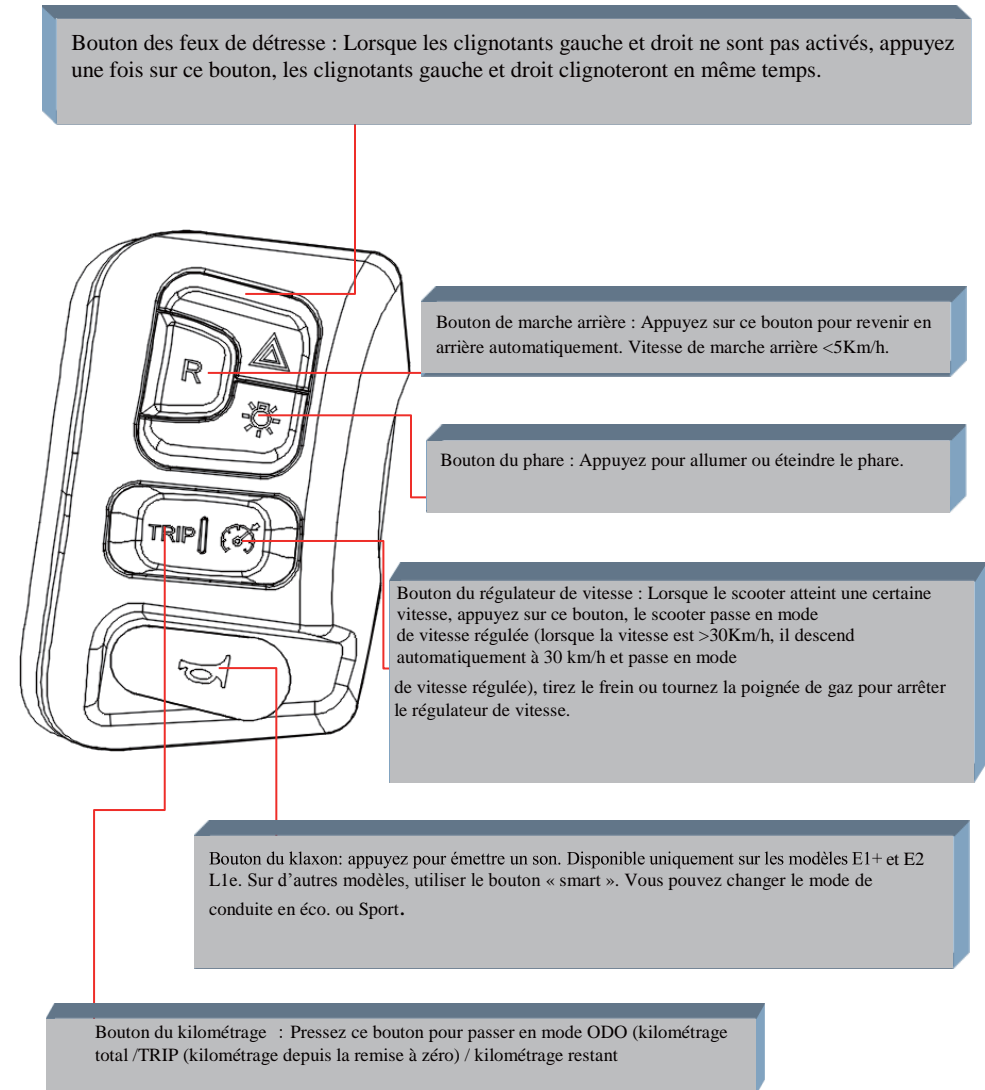 Bouton des feux de détresse : Lorsque les clignotants gauche et droit ne sont pas activés, appuyez
une fois sur ce bouton, les clignotants gauche et droit clignoteront en même temps.
Bouton de marche arrière : Appuyez sur ce bouton pour revenir en
arrière automatiquement. Vitesse de marche arrière <5Km/h.
R
Bouton du phare : Appuyez pour allumer ou éteindre le phare.
TRIP
Bouton du régulateur de vitesse : Lorsque le scooter atteint une certaine
vitesse, appuyez sur ce bouton, le scooter passe en mode
de vitesse régulée (lorsque la vitesse est >30Km/h, il descend
automatiquement à 30 km/h et passe en mode
de vitesse régulée), tirez le frein ou tournez la poignée de gaz pour arrêter
le régulateur de vitesse.
Bouton du klaxon: appuyez pour émettre un son. Disponible uniquement sur les modèles E1+ et E2
L1e. Sur d’autres modèles, utiliser le bouton « smart ». Vous pouvez changer le mode de
conduite en éco. ou Sport.
Bouton du kilométrage : Pressez ce bouton pour passer en mode ODO (kilométrage
total /TRIP (kilométrage depuis la remise à zéro) / kilométrage restant